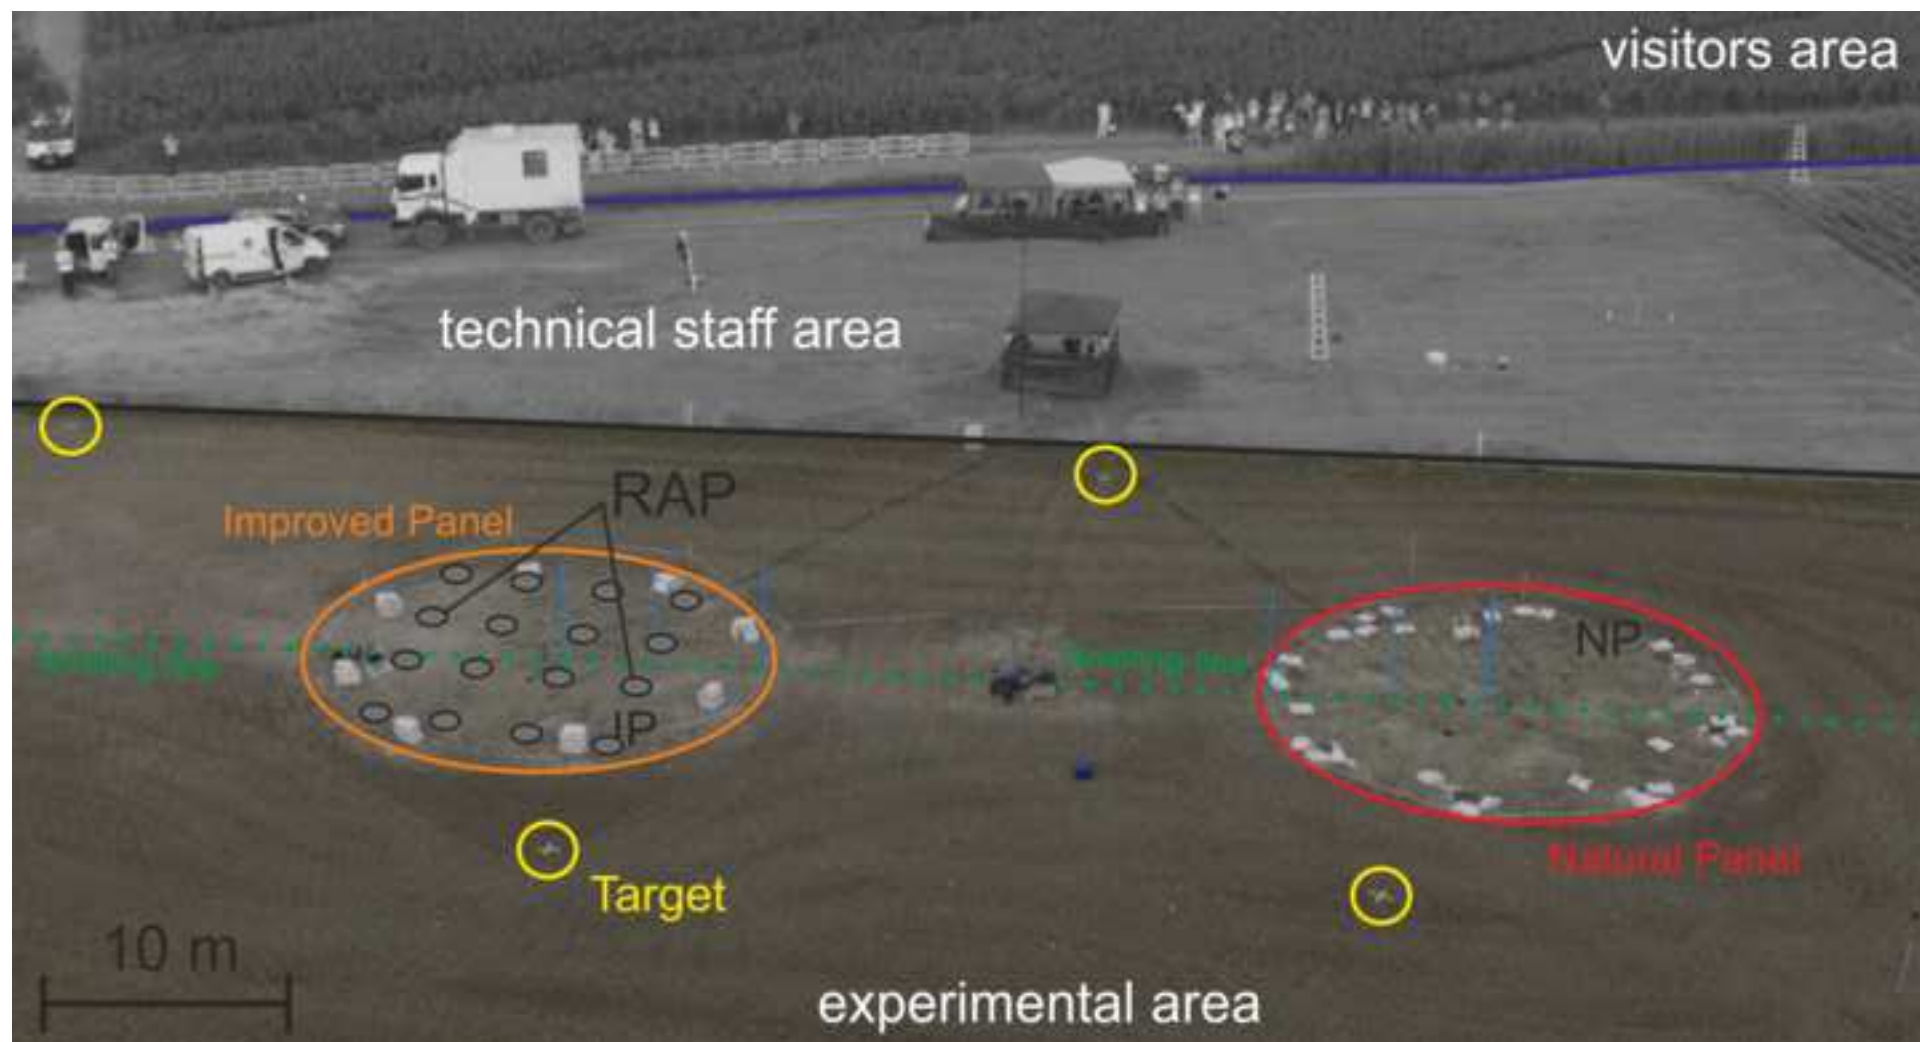 visitors area
technical staff area
RAP
Improved Panel
NP
IP
Natural Panel
Target
10 m
experimental area